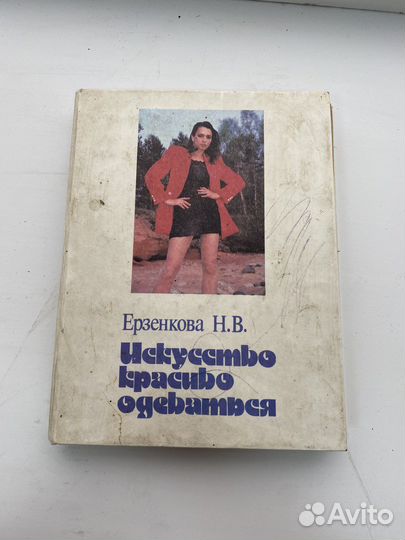 Ерзенкова Н.В.
Искусство
красиво
одеваться
Avito